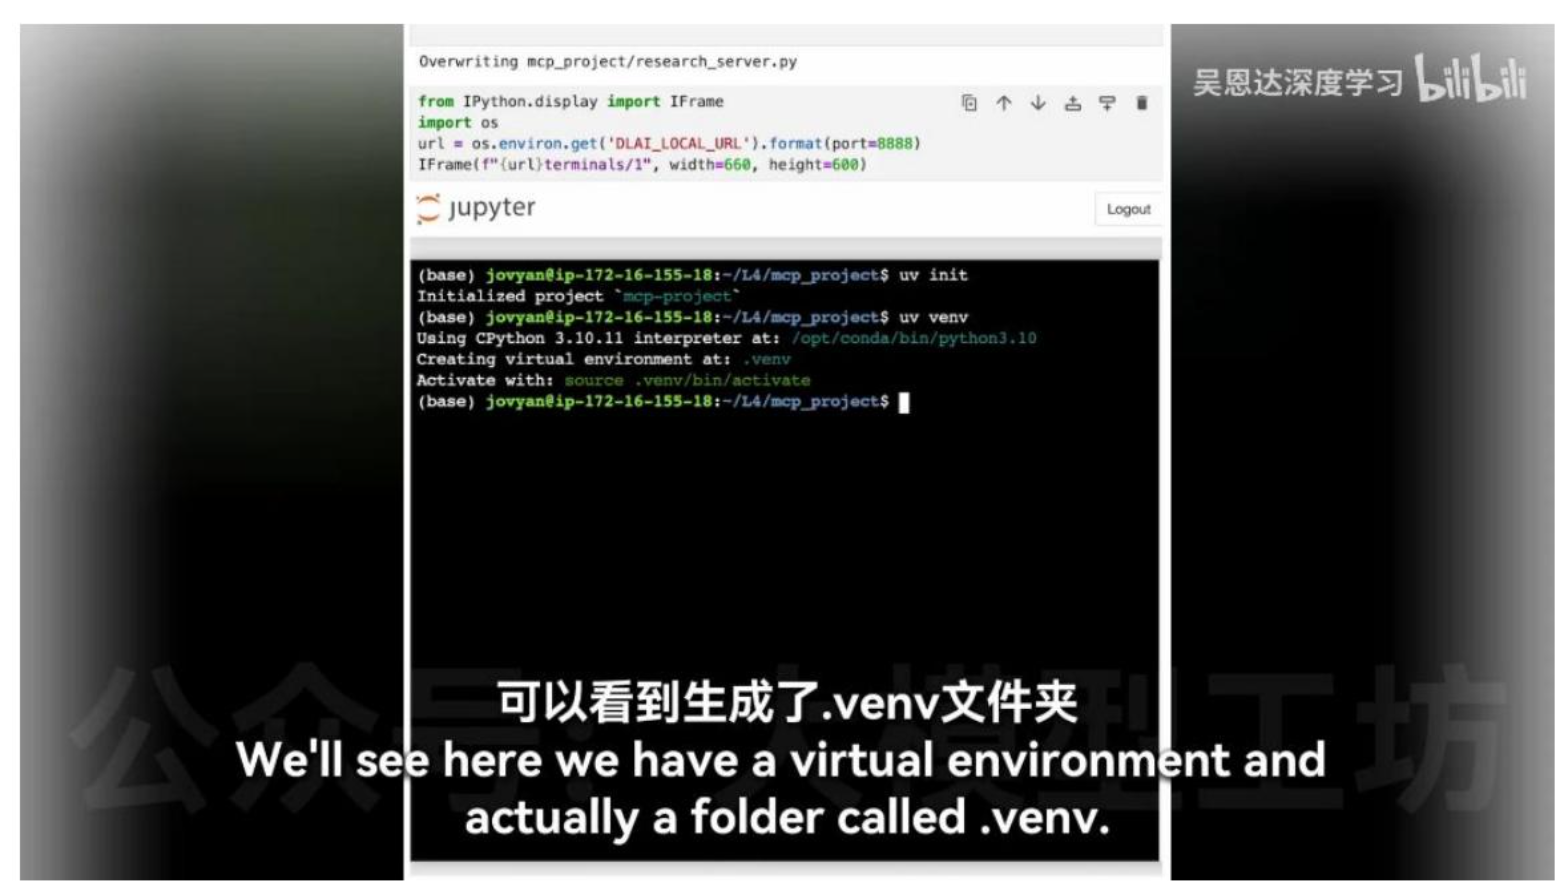 Overwriting mcp_project/research_server.py
吴恩达深度学习 bilibili
from IPython.display import IFrame
import os
url = os.environ.get('DLAI_LOCAL_URL').format(port=8888)
IFrame(f"{url}terminals/1", width=660, height=600)
jupyter
Logout
(base) jovyan@ip-172-16-155-18:~/L4/mcp_project$ uv init
Initialized project `mcp-project`
(base) jovyan@ip-172-16-155-18:~/L4/mcp_project$ uv venv
Using CPython 3.10.11 interpreter at: /opt/conda/bin/python3.10
Creating virtual environment at: .venv
Activate with: source .venv/bin/activate
(base) jovyan@ip-172-16-155-18:~/L4/mcp_project$
公众号：大模型工坊
可以看到生成了.venv文件夹
We'll see here we have a virtual environment and
actually a folder called .venv.